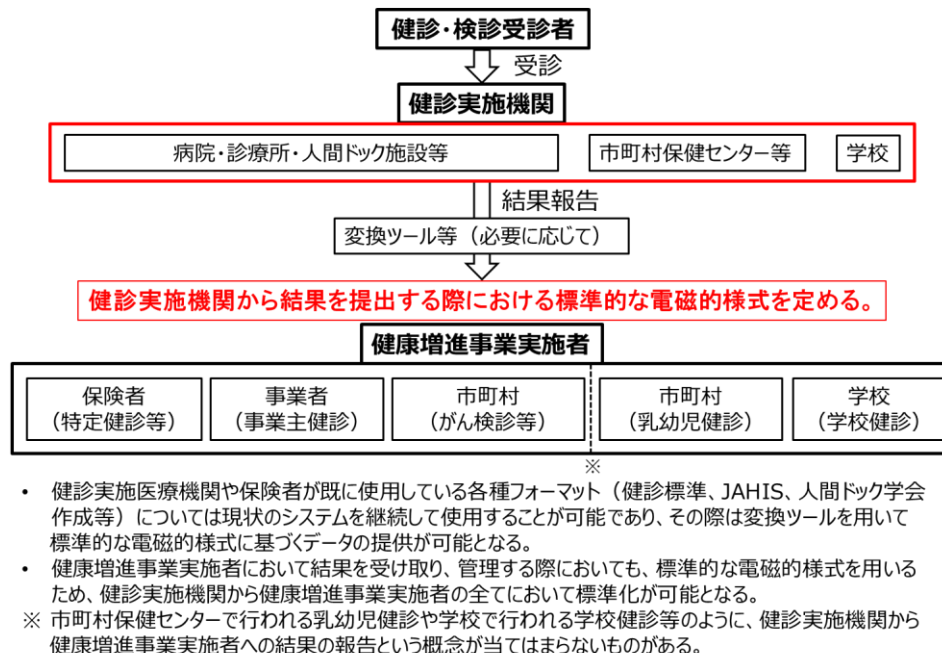 健診・検診受診者
受診
健診実施機関
病院・診療所・人間ドック施設等
市町村保健センター等
学校
結果報告
変換ツール等（必要に応じて）
健診実施機関から結果を提出する際における標準的な電磁的様式を定める。
健康増進事業実施者
保険者
（特定健診等）
事業者
（事業主健診）
市町村
（がん検診等）
市町村
（乳幼児健診）
学校
（学校健診）
※
・ 健診実施医療機関や保険者が既に使用している各種フォーマット（健診標準、JAHIS、人間ドック学会
作成等）については現状のシステムを継続して使用することが可能であり、その際は変換ツールを用いて
標準的な電磁的様式に基づくデータの提供が可能となる。
・ 健康増進事業実施者において結果を受け取り、管理する際においても、標準的な電磁的様式を用いる
ため、健診実施機関から健康増進事業実施者の全てにおいて標準化が可能となる。
※ 市町村保健センターで行われる乳幼児健診や学校で行われる学校健診等のように、健診実施機関から
健康増進事業実施者への結果の報告という概念が当てはまらないものがある。